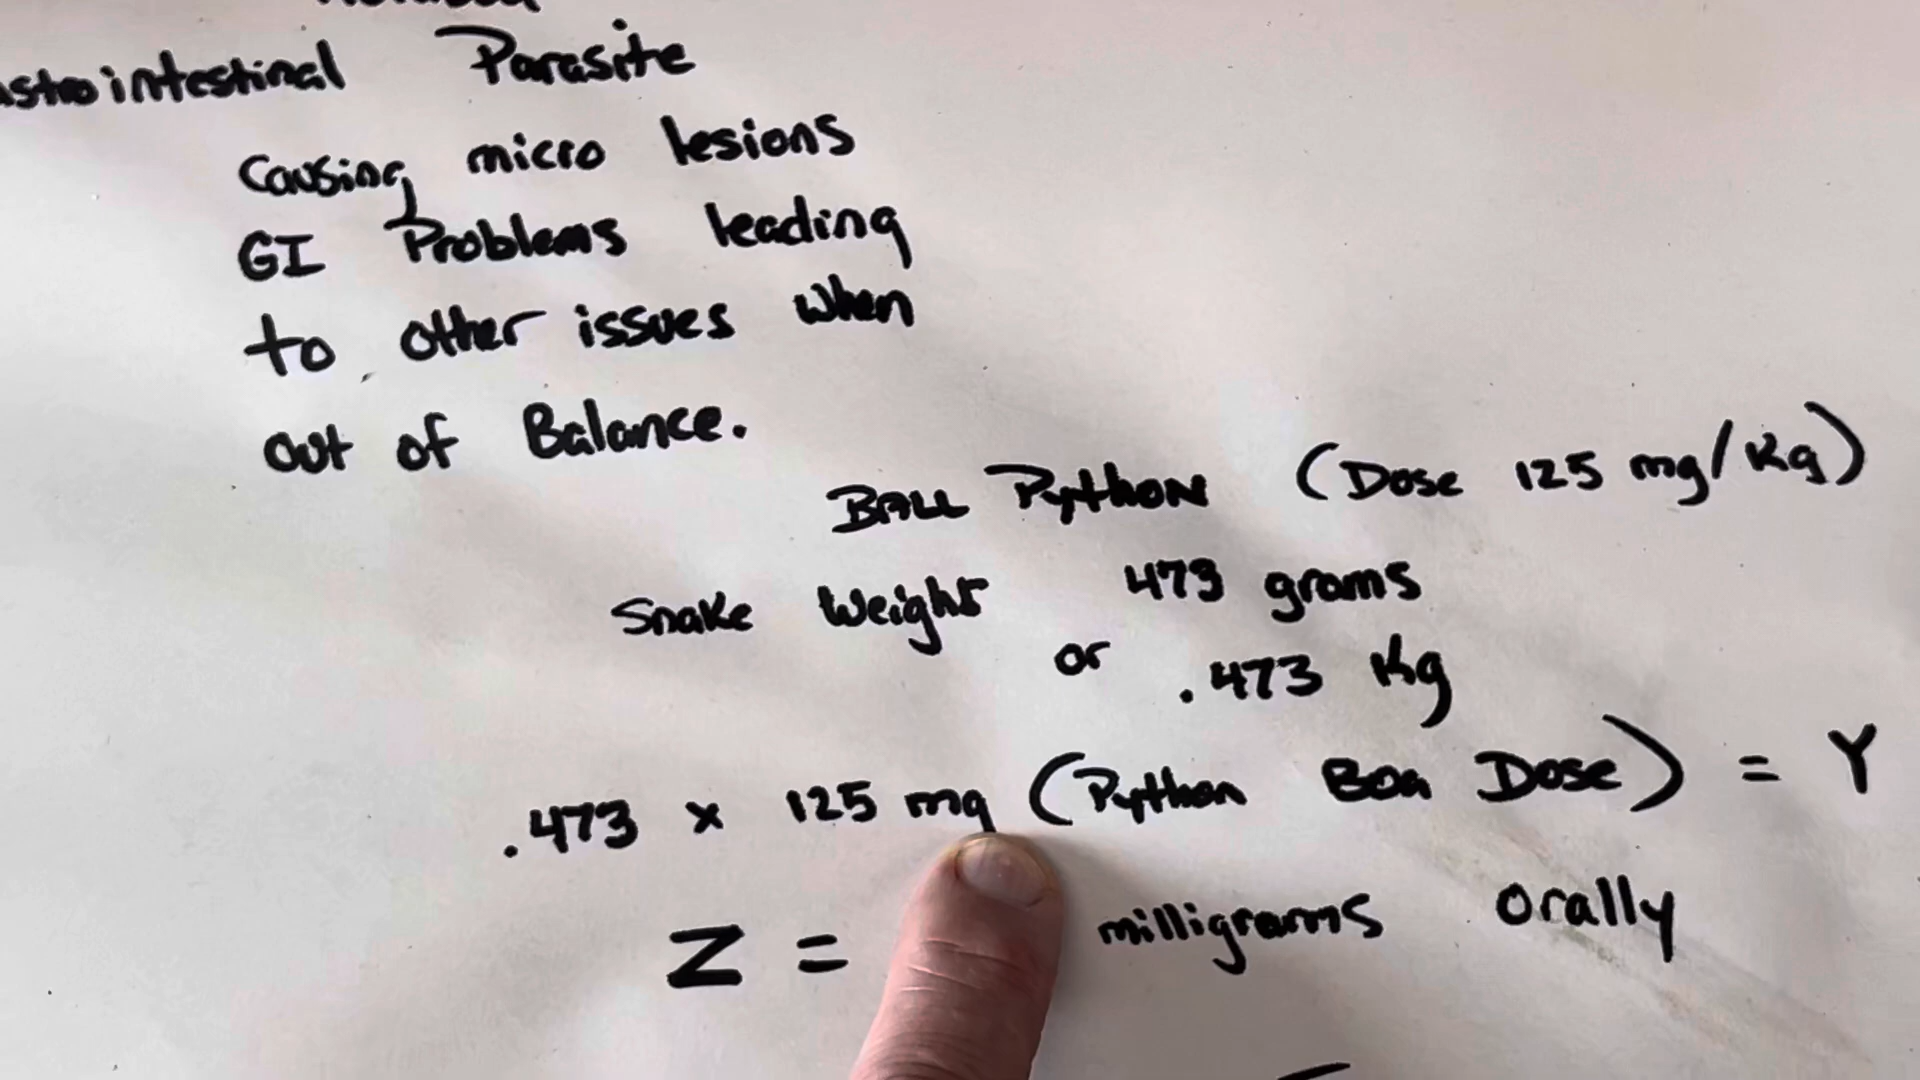 astrointestinal Parasite
Causing micro lesions
GI Problems leading
to other issues when
out of Balance.
Ball Python (Dose 125 mg/Kg)
Snake Weight 473 grams
or .473 Kg
.473 x 125 mg (Python Boa Dose) = Y
Z = milligrams orally